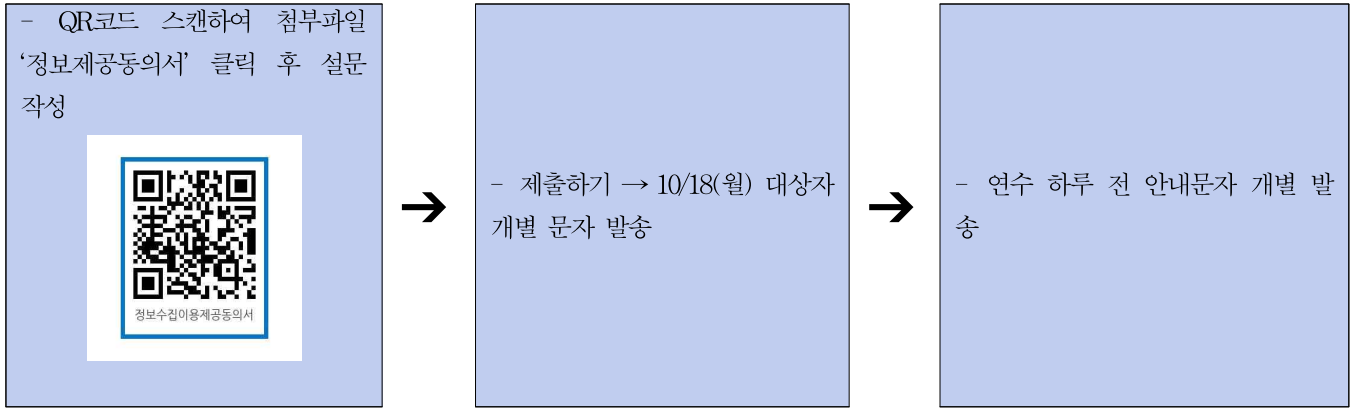 - QR코드 스캔하여 첨부파일
‘정보제공동의서’ 클릭 후 설문
작성
정보수집이용제공동의서
➔
- 제출하기 → 10/18(월) 대상자
개별 문자 발송
➔
- 연수 하루 전 안내문자 개별 발
송